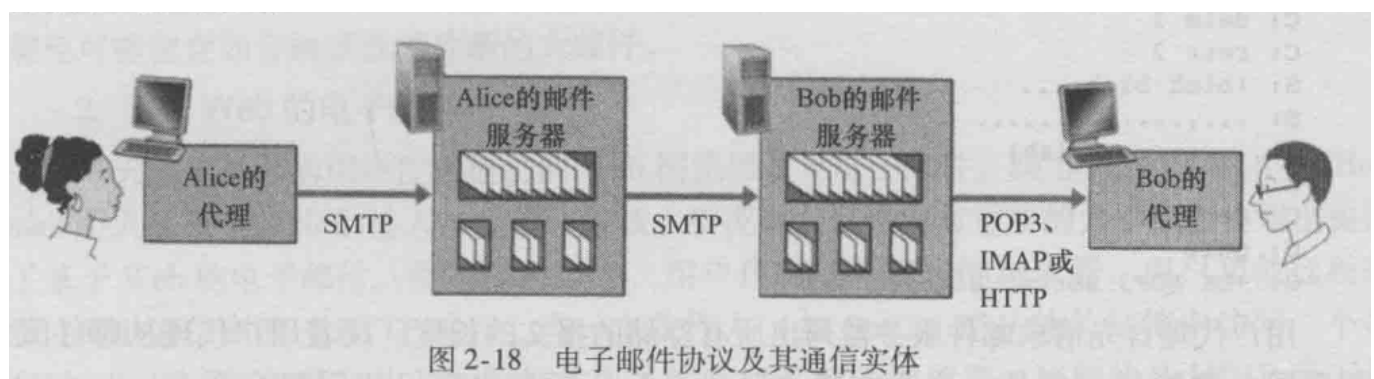 Alice的
代理
SMTP
Alice的邮件
服务器
SMTP
Bob的邮件
服务器
POP3、
IMAP或
HTTP
Bob的
代理
图 2-18 电子邮件协议及其通信实体